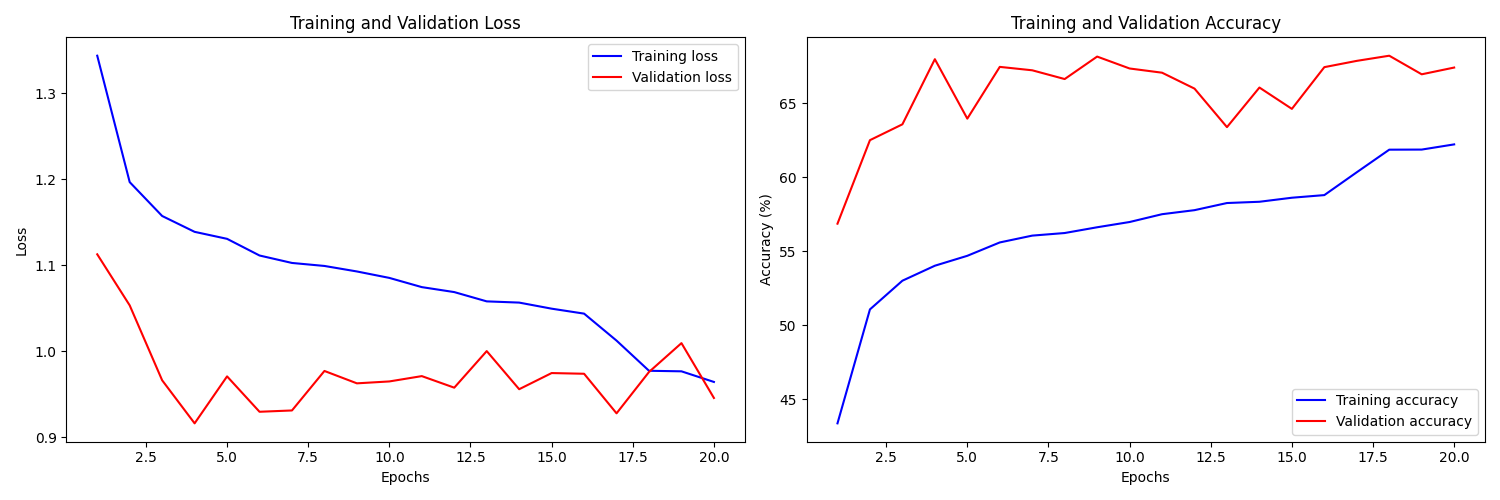 Training and Validation Loss
Training loss
Validation loss
1.3
1.2
1.1
1.0
0.9
Loss
2.5 5.0 7.5 10.0 12.5 15.0 17.5 20.0
Epochs
Training and Validation Accuracy
65
60
55
50
45
Accuracy (%)
Training accuracy
Validation accuracy
2.5 5.0 7.5 10.0 12.5 15.0 17.5 20.0
Epochs